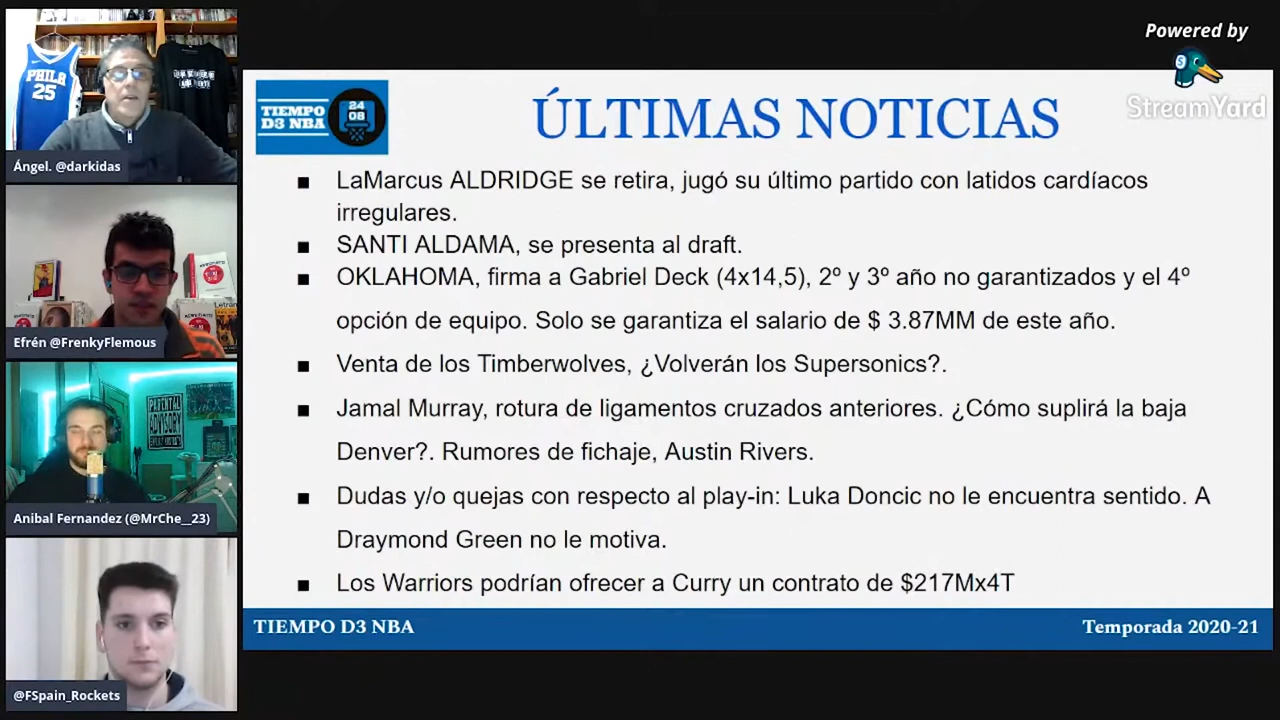 Powered by
StreamYard
PHILA
25
Ángel. @darkidas
Efrén @FrenkyFlemous
PARENTAL
ADVISORY
Anibal Fernandez (@MrChe__23)
@FSpain_Rockets
TIEMPO
D3 NBA
24
08
ÚLTIMAS NOTICIAS
■ LaMarcus ALDRIDGE se retira, jugó su último partido con latidos cardíacos
irregulares.
■ SANTI ALDAMA, se presenta al draft.
■ OKLAHOMA, firma a Gabriel Deck (4x14,5), 2º y 3º año no garantizados y el 4º
opción de equipo. Solo se garantiza el salario de $ 3.87MM de este año.
■ Venta de los Timberwolves, ¿Volverán los Supersonics?.
■ Jamal Murray, rotura de ligamentos cruzados anteriores. ¿Cómo suplirá la baja
Denver?. Rumores de fichaje, Austin Rivers.
■ Dudas y/o quejas con respecto al play-in: Luka Doncic no le encuentra sentido. A
Draymond Green no le motiva.
■ Los Warriors podrían ofrecer a Curry un contrato de $217Mx4T
TIEMPO D3 NBA
Temporada 2020-21